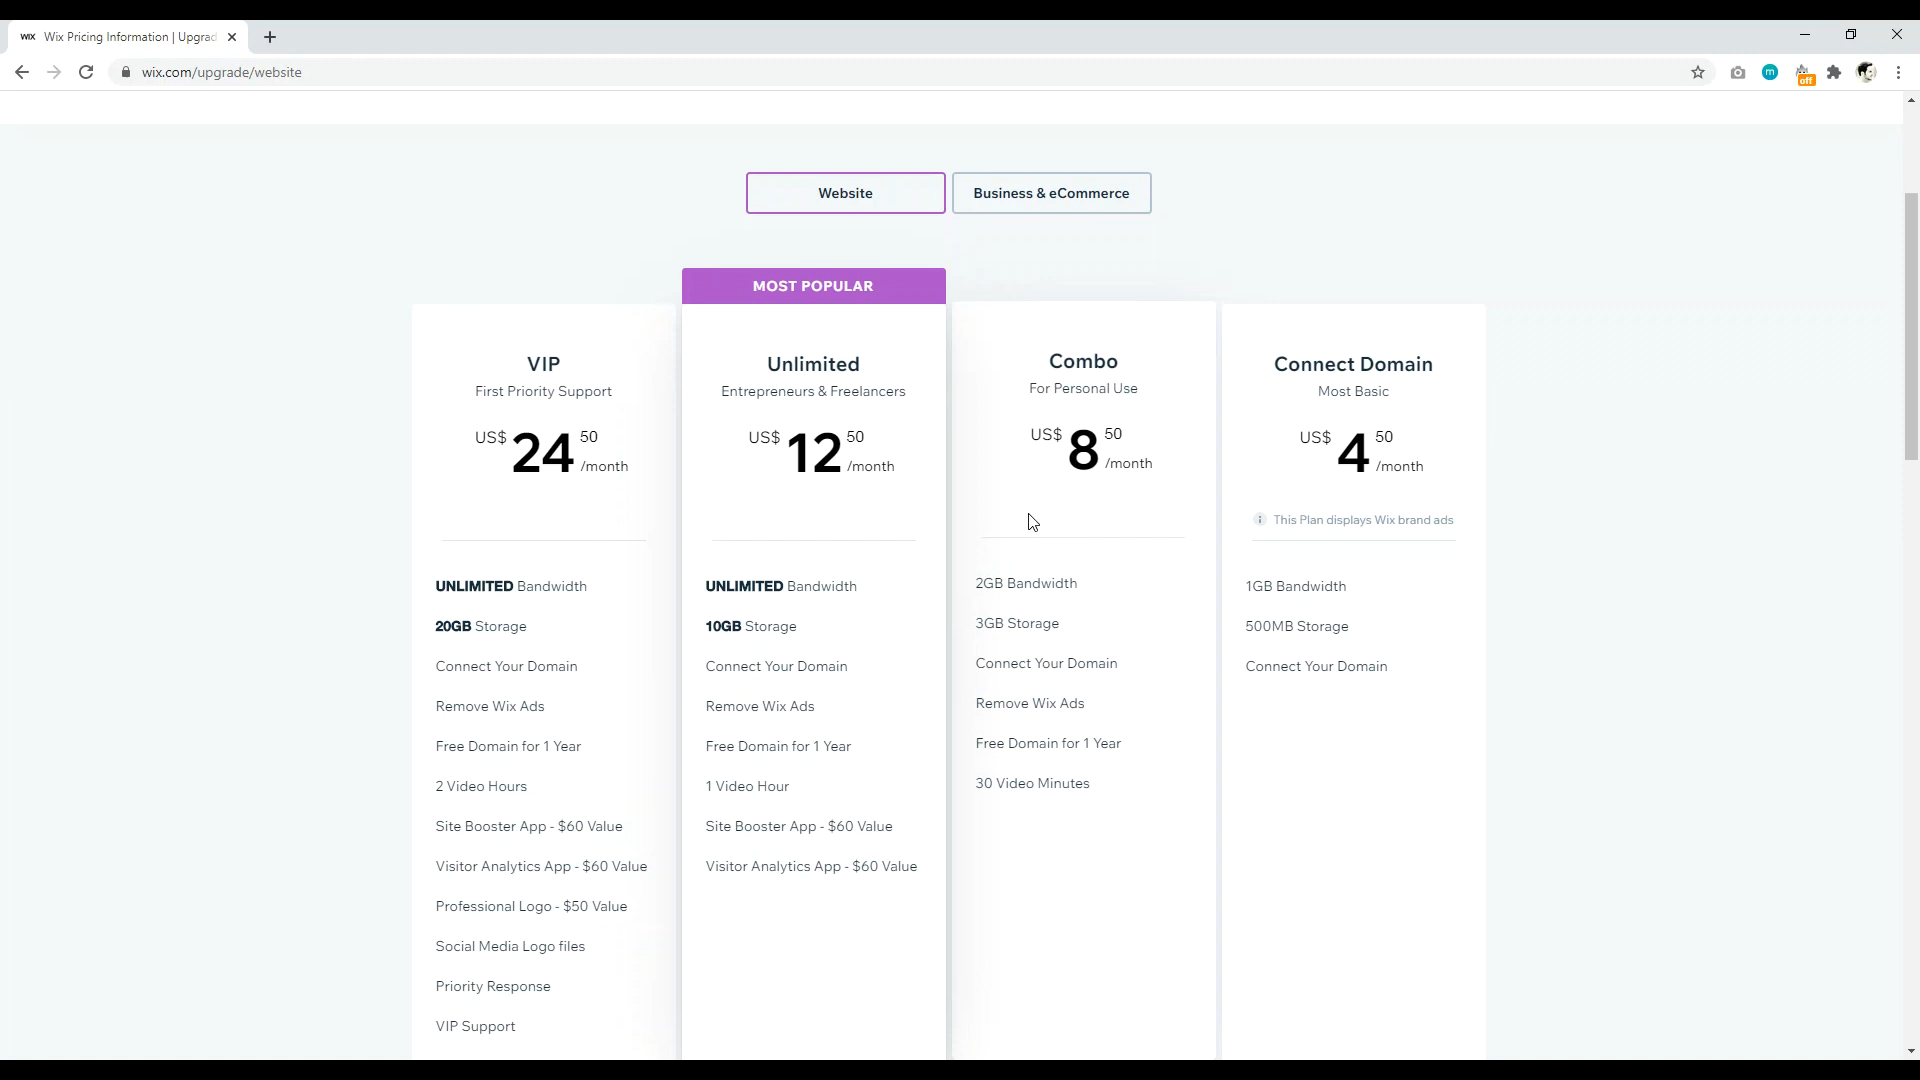 WIX Wix Pricing Information | Upgrad
wix.com/upgrade/website
m
off
Website
Business & eCommerce
MOST POPULAR
VIP
First Priority Support
US$ 24 50 /month
UNLIMITED Bandwidth
20GB Storage
Connect Your Domain
Remove Wix Ads
Free Domain for 1 Year
2 Video Hours
Site Booster App - $60 Value
Visitor Analytics App - $60 Value
Professional Logo - $50 Value
Social Media Logo files
Priority Response
VIP Support
Unlimited
Entrepreneurs & Freelancers
US$ 12 50 /month
UNLIMITED Bandwidth
10GB Storage
Connect Your Domain
Remove Wix Ads
Free Domain for 1 Year
1 Video Hour
Site Booster App - $60 Value
Visitor Analytics App - $60 Value
Combo
For Personal Use
US$ 8 50 /month
2GB Bandwidth
3GB Storage
Connect Your Domain
Remove Wix Ads
Free Domain for 1 Year
30 Video Minutes
Connect Domain
Most Basic
US$ 4 50 /month
This Plan displays Wix brand ads
1GB Bandwidth
500MB Storage
Connect Your Domain